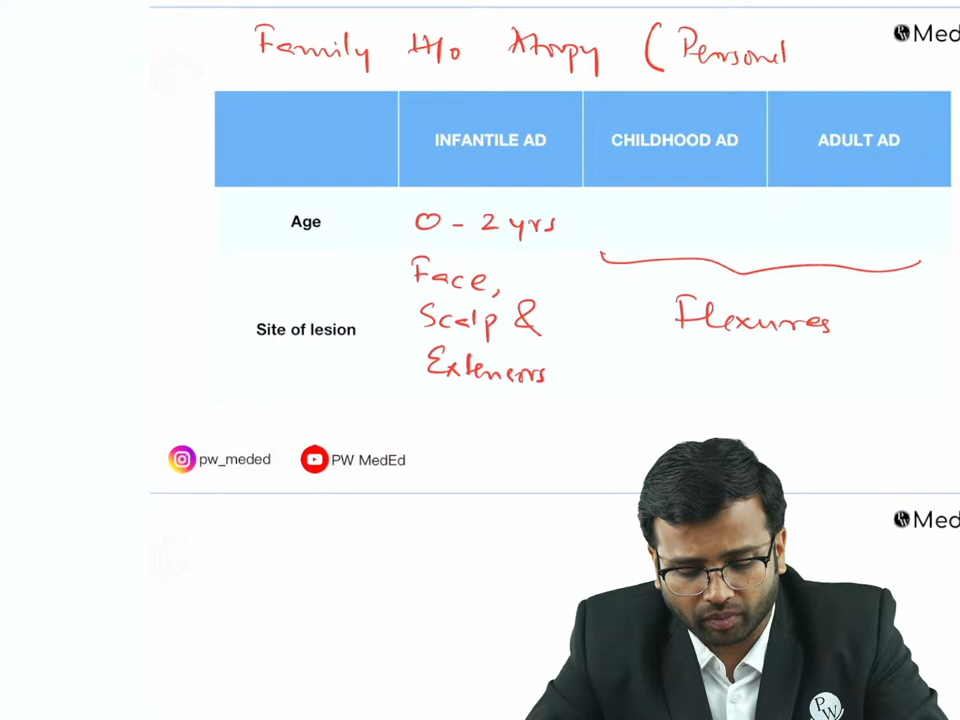 Family H/o Atopy (Personal
Med
INFANTILE AD CHILDHOOD AD ADULT AD
Age 0 - 2 yrs
Face,
Scalp &
Extensors
Site of lesion
Flexures
pw_meded PW MedEd
Med
PW